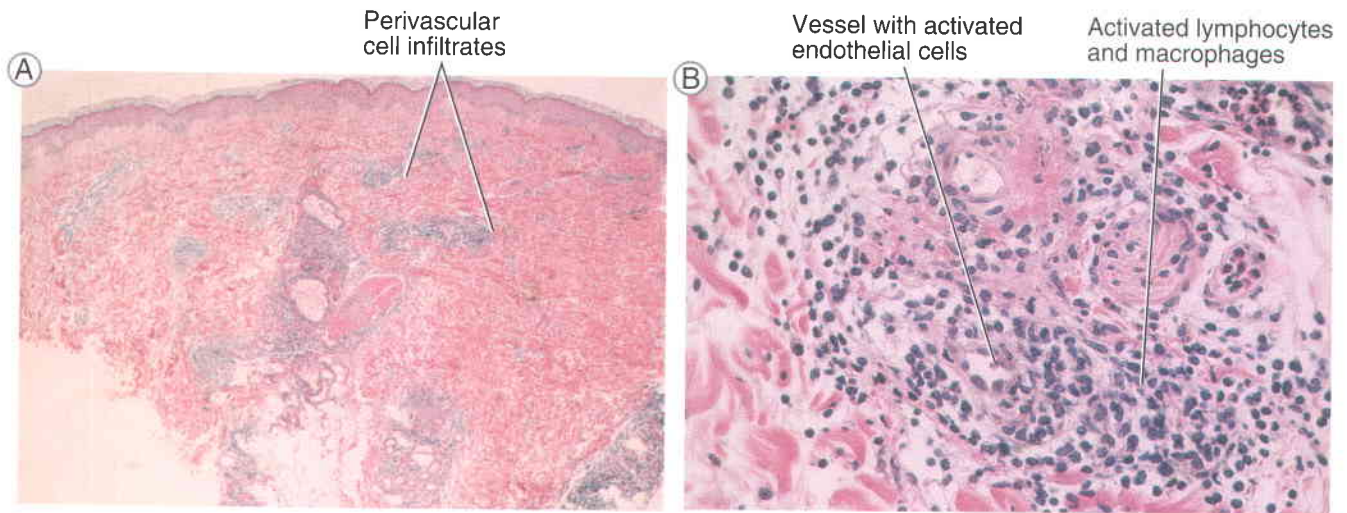 Perivascular
cell infiltrates
Vessel with activated
endothelial cells
Activated lymphocytes
and macrophages
A
B